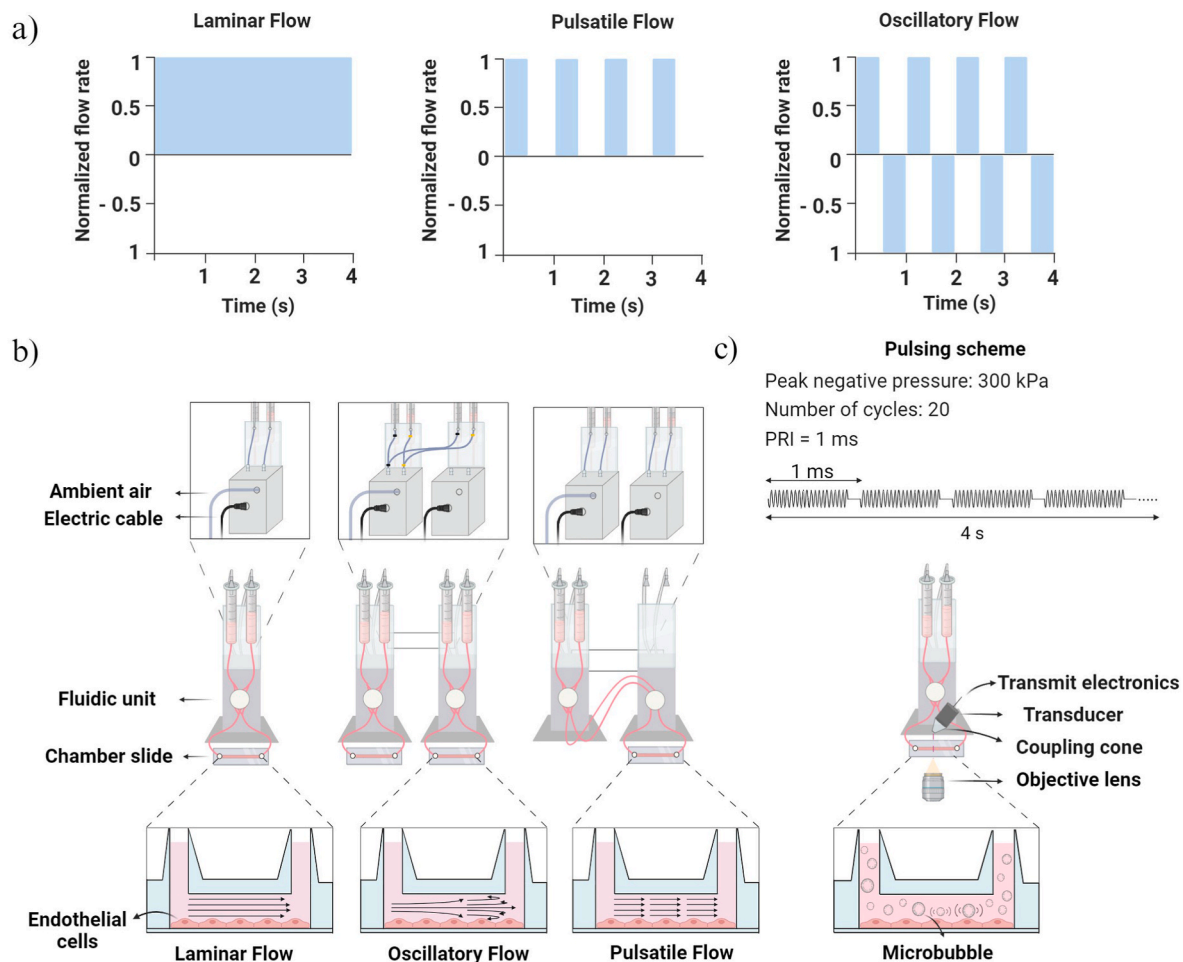 a)
Laminar Flow
Normalized flow rate
1
0.5
0
- 0.5
1
1 2 3 4
Time (s)
Pulsatile Flow
Normalized flow rate
1
0.5
0
- 0.5
1
1 2 3 4
Time (s)
Oscillatory Flow
Normalized flow rate
1
0.5
0
- 0.5
1
1 2 3 4
Time (s)
b)
Ambient air
Electric cable
Fluidic unit
Chamber slide
Endothelial
cells
Laminar Flow
Oscillatory Flow
Pulsatile Flow
c)
Pulsing scheme
Peak negative pressure: 300 kPa
Number of cycles: 20
PRI = 1 ms
1 ms
4 s
Transmit electronics
Transducer
Coupling cone
Objective lens
Microbubble